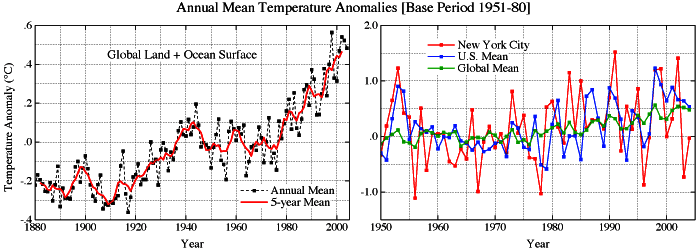 Annual Mean Temperature Anomalies [Base Period 1951-80]
Temperature Anomaly (°C)
.6
.4
.2
.0
-.2
-.4
Global Land + Ocean Surface
Annual Mean
5-year Mean
1880 1900 1920 1940 1960 1980 2000
Year
2.0
1.0
0.0
-1.0
New York City
U.S. Mean
Global Mean
1950 1960 1970 1980 1990 2000
Year